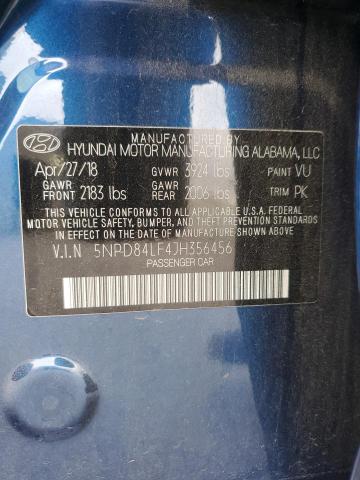 MANUFACTURED BY
HYUNDAI MOTOR MANUFACTURING ALABAMA, LLC
Apr/27/18 GVWR 3924 lbs PAINT VU
GAWR FRONT 2183 lbs GAWR REAR 2006 lbs TRIM PK
THIS VEHICLE CONFORMS TO ALL APPLICABLE U.S. FEDERAL
MOTOR VEHICLE SAFETY, BUMPER, AND THEFT PREVENTION STANDARDS
IN EFFECT ON THE DATE OF MANUFACTURE SHOWN ABOVE.
V.I.N 5NPD84LF4JH356456
PASSENGER CAR